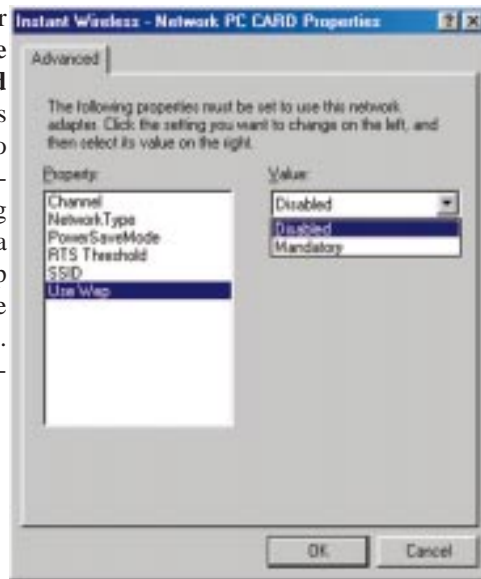 r
e
d
s
o
-
g
a
o
e
.
-
Instant Wireless - Network PC CARD Properties
Advanced
The following properties must be set to use this network
adapter. Click the setting you want to change on the left, and
then select its value on the right.
Property:
Channel
NetworkType
PowerSaveMode
RTS Threshold
SSID
Use Wep
Value:
Disabled
Disabled
Mandatory
OK
Cancel